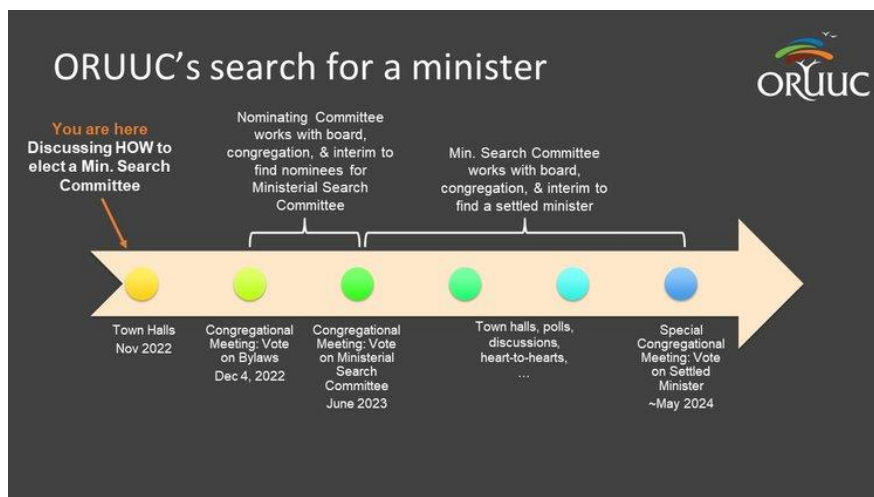 ORUUC's search for a minister
ORUUC
You are here
Discussing HOW to
elect a Min. Search
Committee
Nominating Committee
works with board,
congregation, & interim to
find nominees for
Ministerial Search
Committee
Min. Search Committee
works with board,
congregation, & interim to
find a settled minister
Town Halls
Nov 2022
Congregational
Meeting: Vote
on Bylaws
Dec 4, 2022
Congregational
Meeting: Vote
on Ministerial
Search
Committee
June 2023
Town halls, polls,
discussions,
heart-to-hearts,
...
Special
Congregational
Meeting: Vote
on Settled
Minister
~May 2024